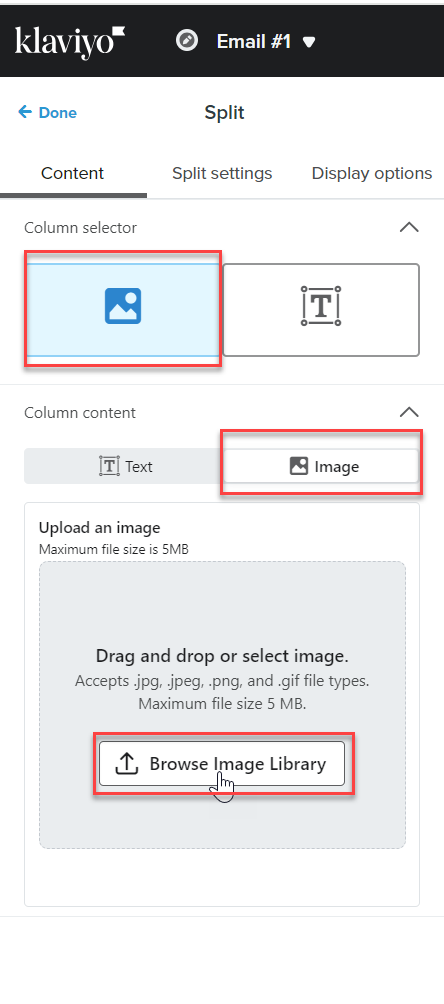 klaviyo
Email #1
Done
Split
Content
Split settings
Display options
Column selector
T
Column content
T Text
Image
Upload an image
Maximum file size is 5MB
Drag and drop or select image.
Accepts .jpg, .jpeg, .png, and .gif file types.
Maximum file size 5 MB.
Browse Image Library